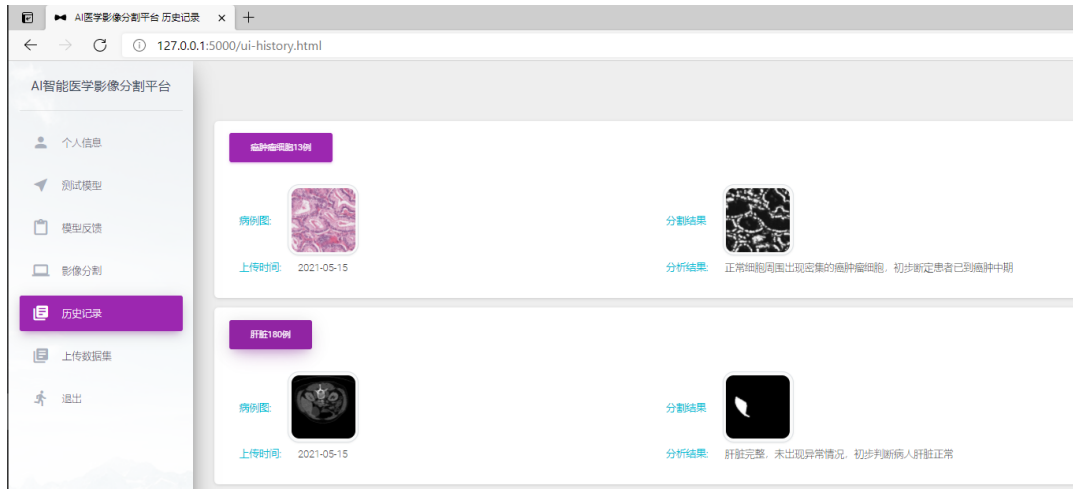 AI医学影像分割平台 历史记录
127.0.0.1:5000/ui-history.html
AI智能医学影像分割平台
个人信息
测试模型
模型反馈
影像分割
历史记录
上传数据集
退出
癌肿瘤细胞13例
病例图:
分割结果
上传时间: 2021-05-15
分析结果: 正常细胞周围出现密集的癌肿瘤细胞，初步断定患者已到癌肿中期
肝脏180例
病例图:
分割结果
上传时间: 2021-05-15
分析结果: 肝脏完整，未出现异常情况，初步判断病人肝脏正常